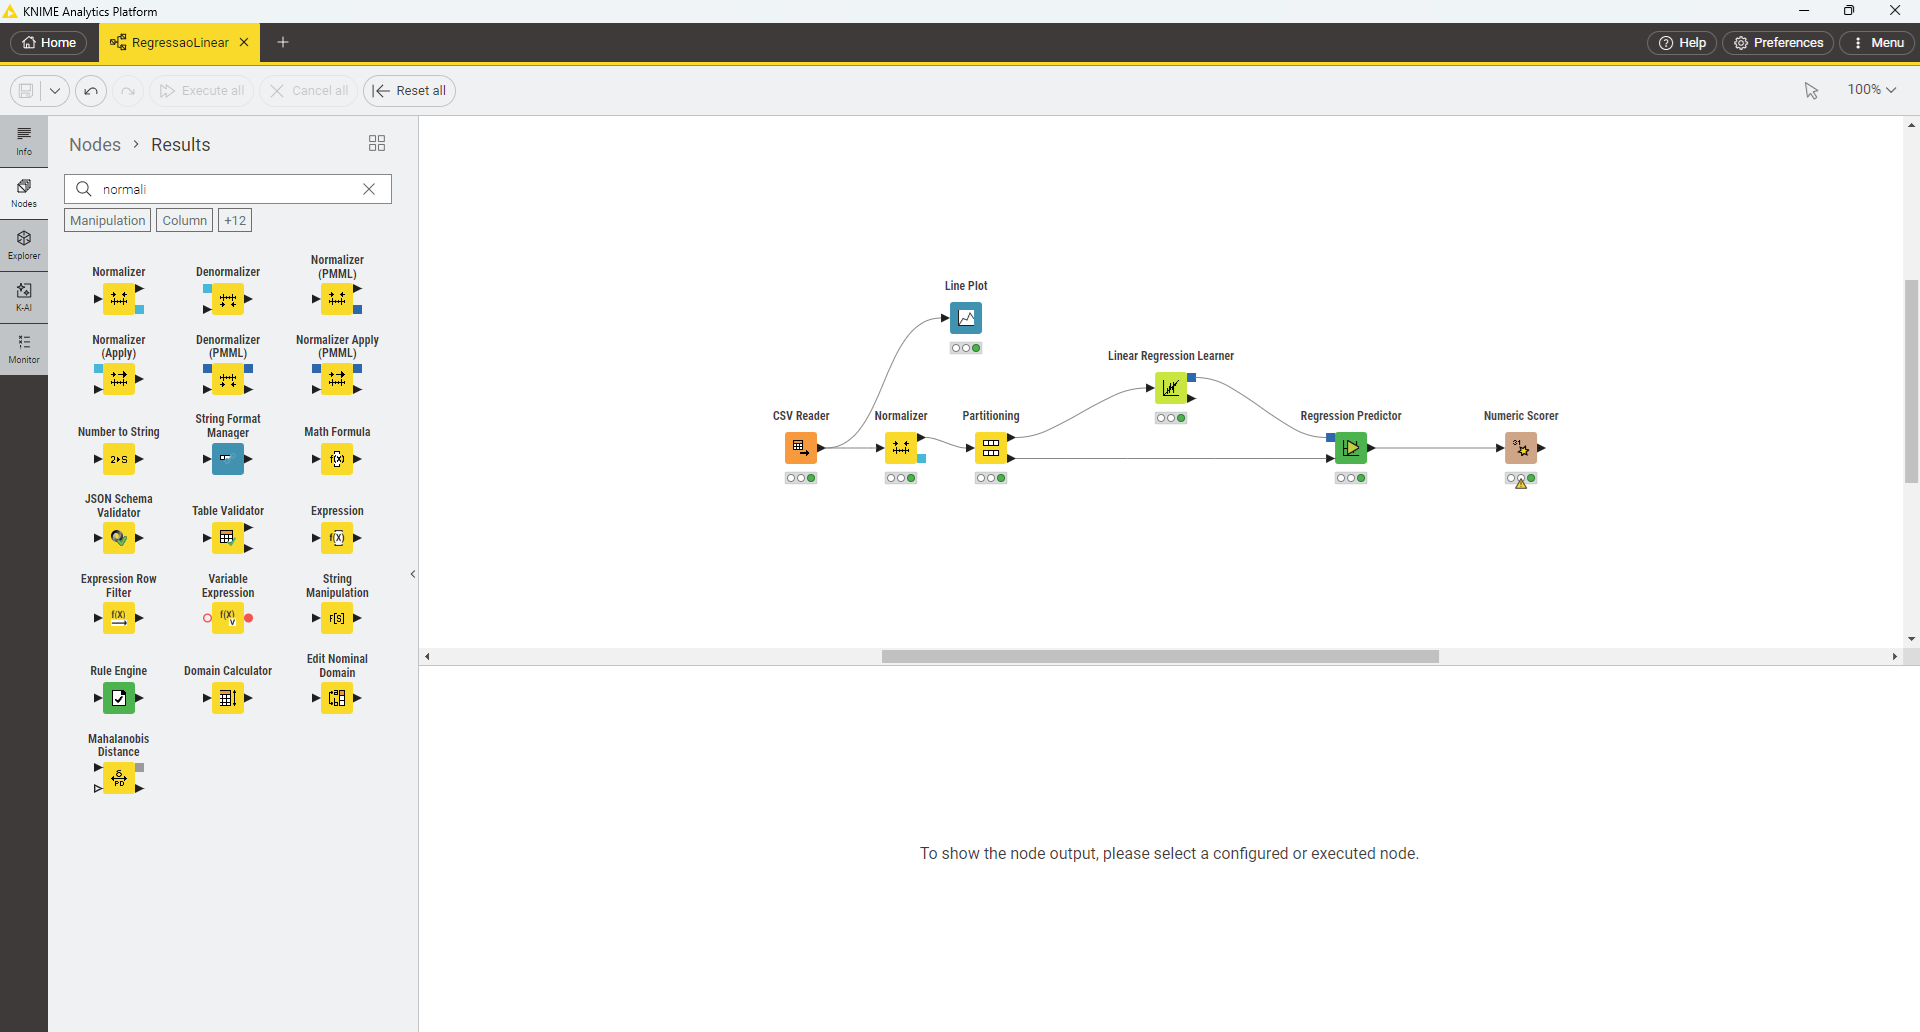 KNIME Analytics Platform
Home
RegressaoLinear
Help
Preferences
Menu
Execute all
Cancel all
Reset all
100%
Info
Nodes
Explorer
K-AI
Monitor
Nodes > Results
normali
Manipulation
Column
+12
Normalizer
Denormalizer
Normalizer
(PMML)
Normalizer
(Apply)
Denormalizer
(PMML)
Normalizer Apply
(PMML)
Number to String
String Format
Manager
Math Formula
JSON Schema
Validator
Table Validator
Expression
Expression Row
Filter
Variable
Expression
String
Manipulation
Rule Engine
Domain Calculator
Edit Nominal
Domain
Mahalanobis
Distance
Line Plot
Linear Regression Learner
CSV Reader
Normalizer
Partitioning
Regression Predictor
Numeric Scorer
To show the node output, please select a configured or executed node.